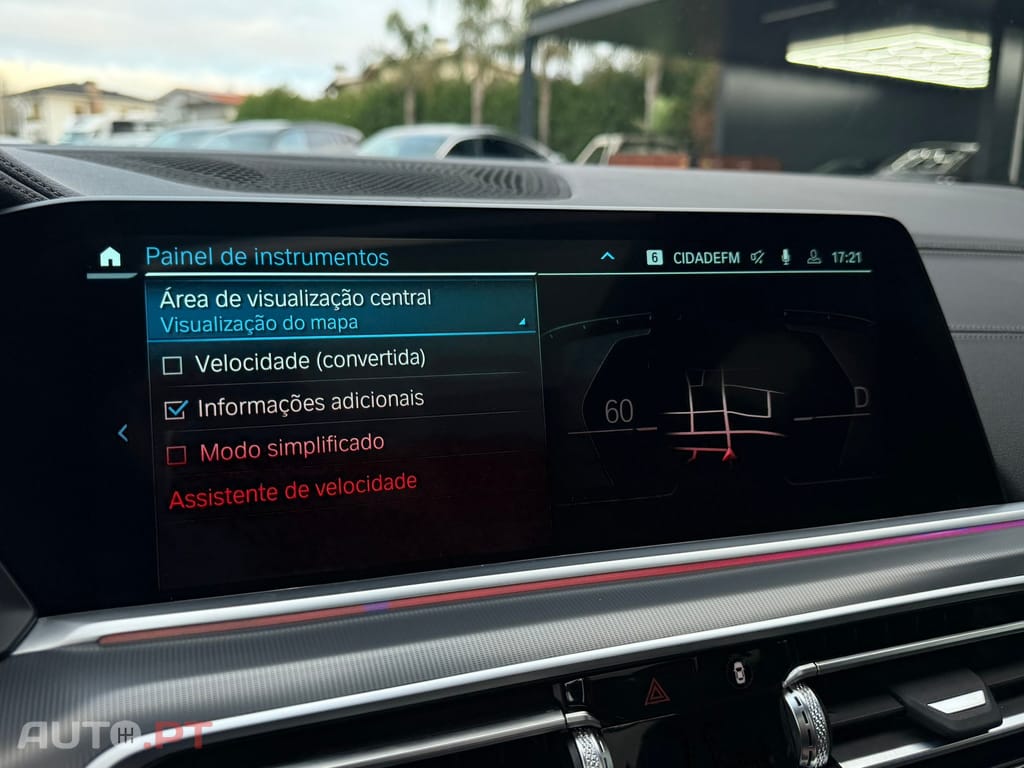 Painel de instrumentos
6 CIDADEFM 17:21
Área de visualização central
Visualização do mapa
Velocidade (convertida)
Informações adicionais
Modo simplificado
Assistente de velocidade
60
D
AUTO.PT